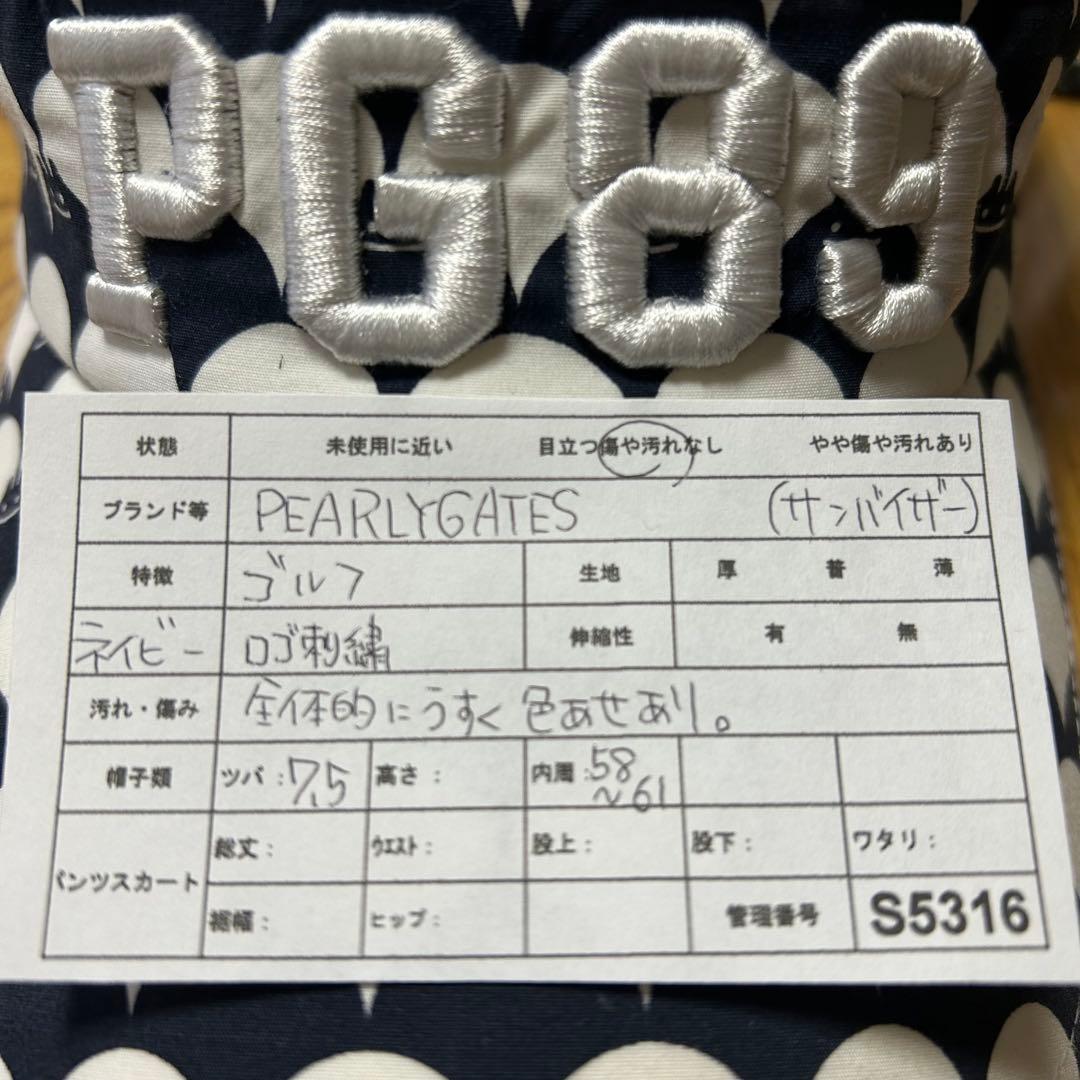 PG89
状態 未使用に近い 目立つ傷や汚れなし やや傷や汚れあり
ブランド等 PEARLYGATES (サンバイザー)
特徴 ゴルフ 生地 厚 普 薄
ネイビー ロゴ刺繍 伸縮性 有 無
汚れ・傷み 全体的にうすく色あせあり。
帽子類 ツバ:7.5 高さ: 内周:58
~61
総丈: ウエスト: 股上: 股下: ワタリ:
パンツスカート
裾幅: ヒップ: 管理番号 S5316